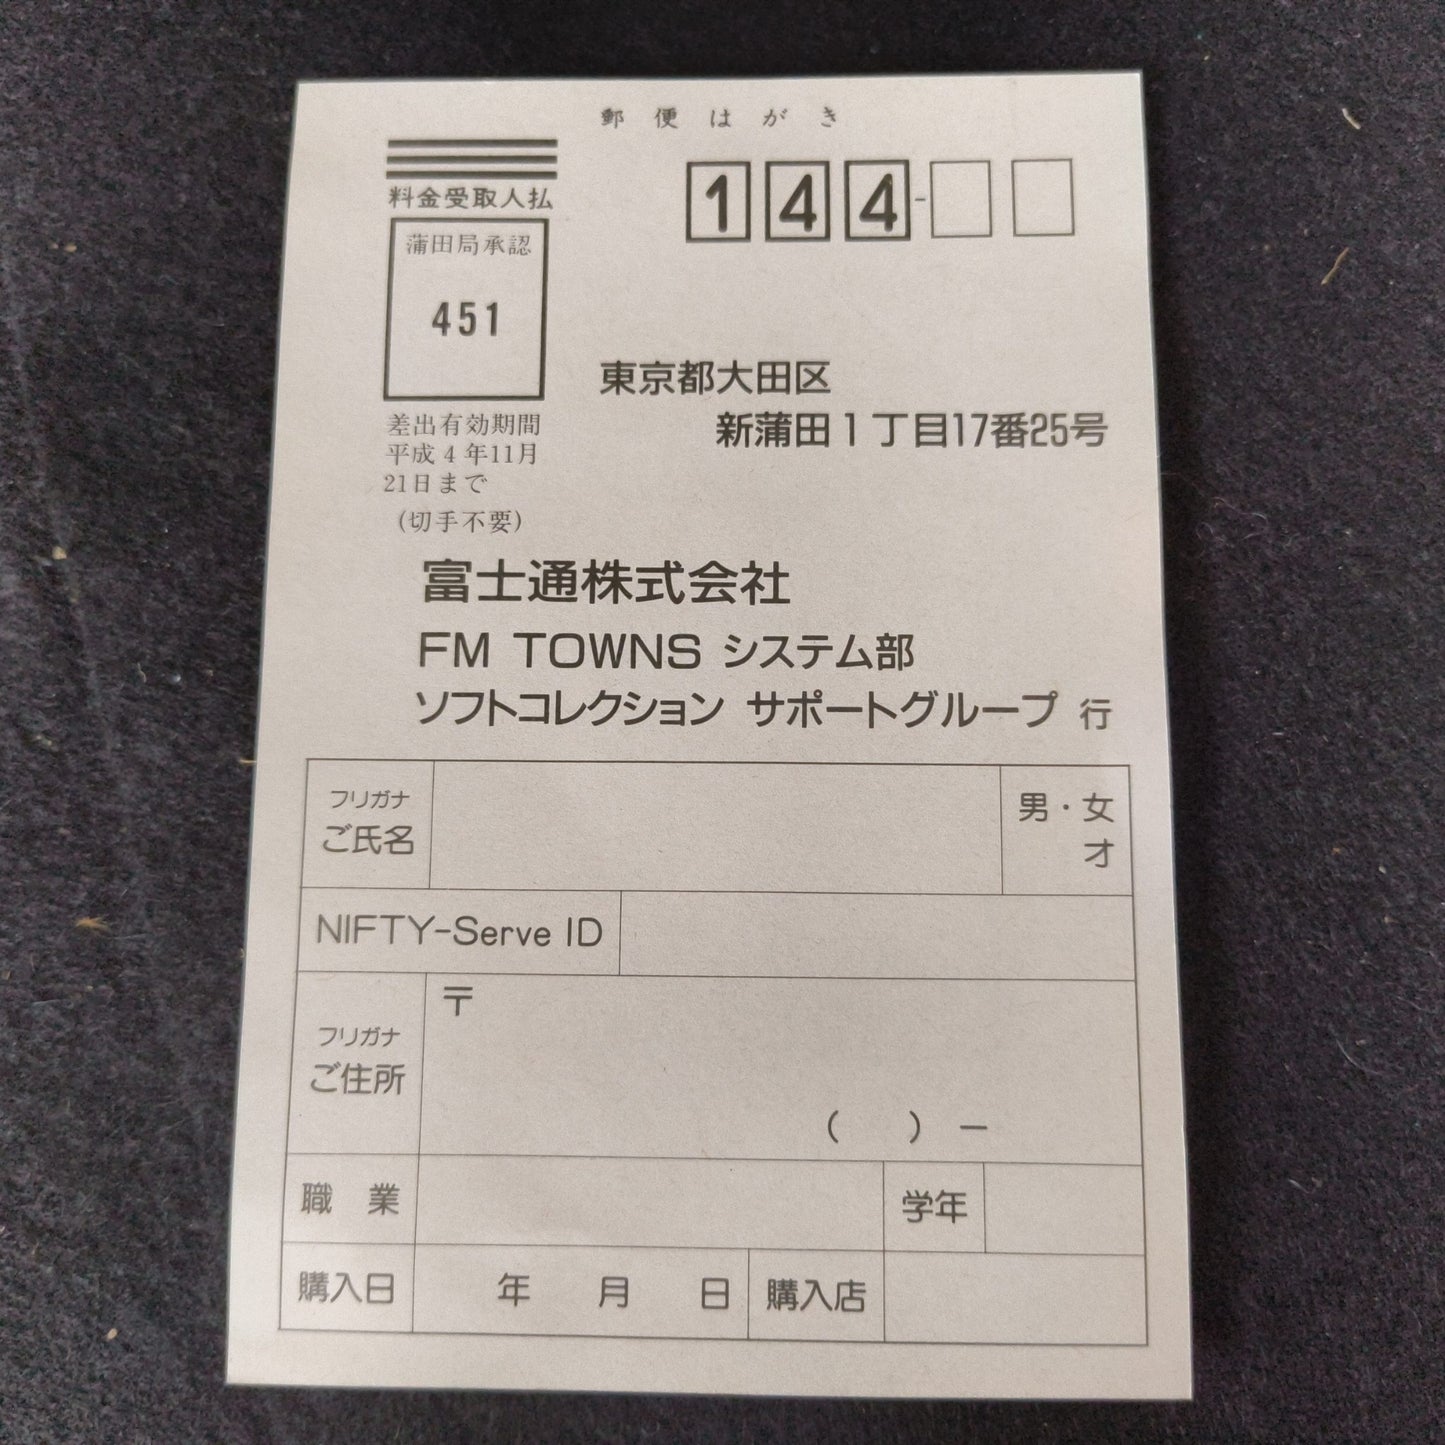 郵便はがき
料金受取人払
蒲田局承認
451
差出有効期間
平成4年11月
21日まで
(切手不要)
144-
東京都大田区
新蒲田1丁目17番25号
富士通株式会社
FM TOWNS システム部
ソフトコレクション サポートグループ 行
フリガナ
ご氏名
男・女
才
NIFTY-Serve ID
フリガナ
ご住所
〒
( ) ー
職 業
学年
購入日
年 月 日
購入店